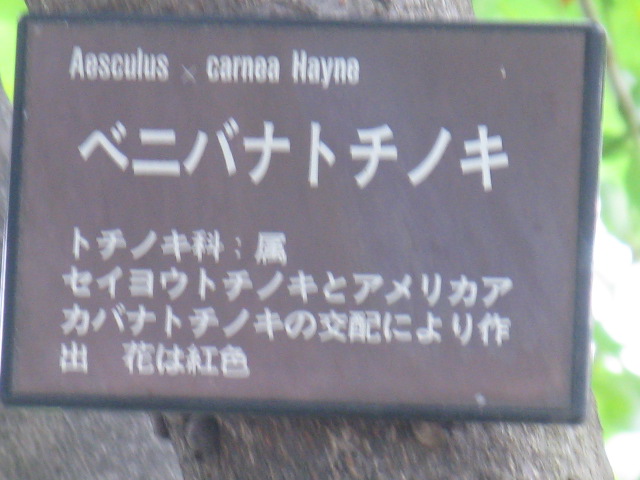 Aesculus × carnea Hayne
ベニバナトチノキ
トチノキ科：属
セイヨウトチノキとアメリカア
カバナトチノキの交配により作
出　花は紅色